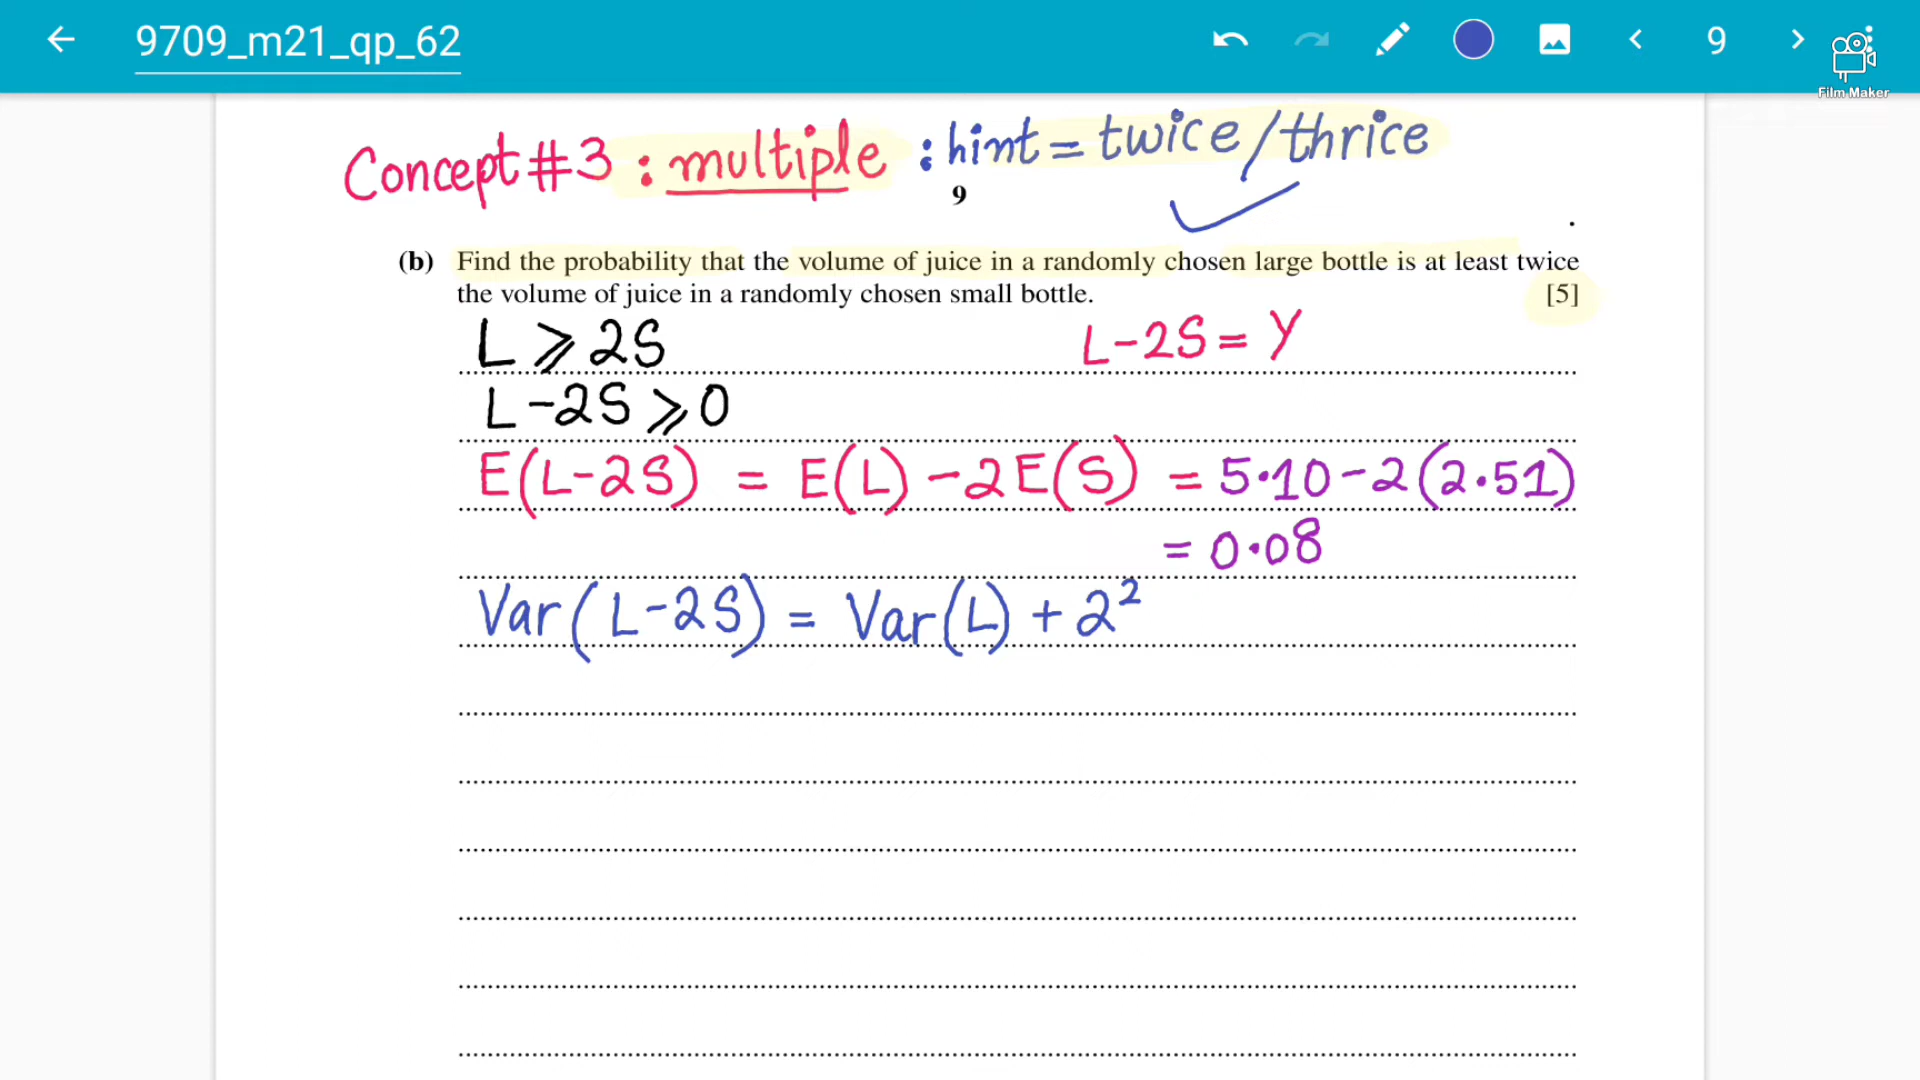 9709_m21_qp_62
9
Film Maker
Concept #3 : multiple : hint = twice/thrice
9
(b) Find the probability that the volume of juice in a randomly chosen large bottle is at least twice
the volume of juice in a randomly chosen small bottle. [5]
L ⩾ 2S L-2S = Y
L-2S ⩾ 0
E(L-2S) = E(L) - 2E(S) = 5·10 - 2(2·51)
= 0·08
Var(L-2S) = Var(L) + 2²